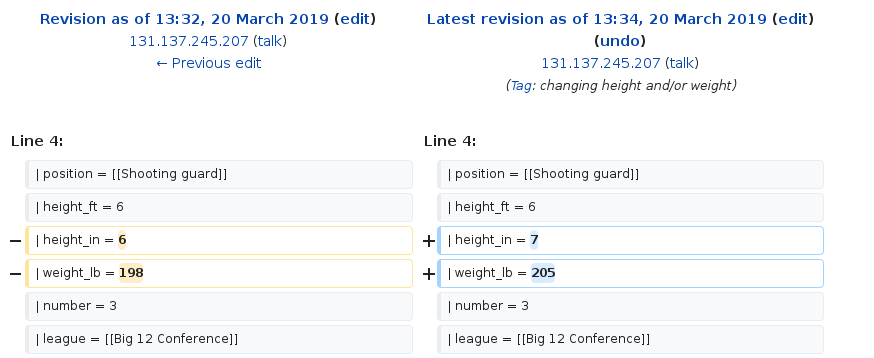 Revision as of 13:32, 20 March 2019 (edit)
131.137.245.207 (talk)
← Previous edit
Latest revision as of 13:34, 20 March 2019 (edit)
(undo)
131.137.245.207 (talk)
(Tag: changing height and/or weight)
Line 4:
Line 4:
| position = [[Shooting guard]]
| position = [[Shooting guard]]
| height_ft = 6
| height_ft = 6
− | height_in = 6
+ | height_in = 7
− | weight_lb = 198
+ | weight_lb = 205
| number = 3
| number = 3
| league = [[Big 12 Conference]]
| league = [[Big 12 Conference]]